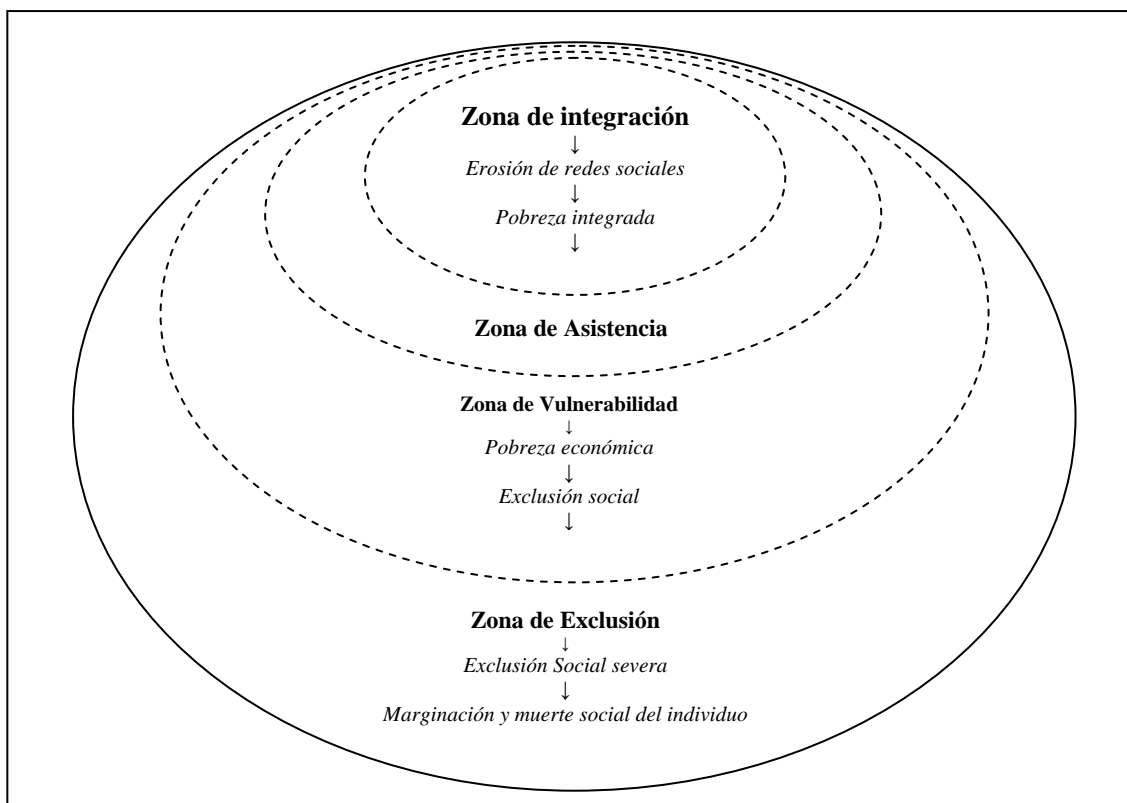 Zona de integración
↓
Erosión de redes sociales
↓
Pobreza integrada
↓
Zona de Asistencia
Zona de Vulnerabilidad
↓
Pobreza económica
↓
Exclusión social
↓
Zona de Exclusión
↓
Exclusión Social severa
↓
Marginación y muerte social del individuo